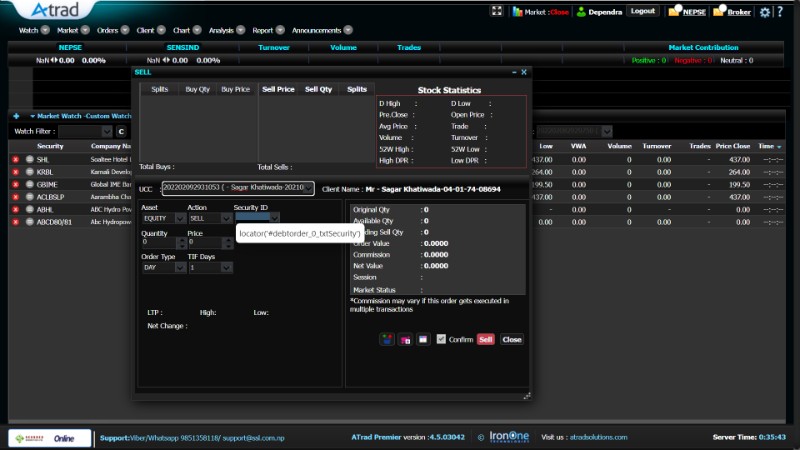 Atrad
Market :Close Dependra Logout NEPSE Broker ?
Watch Market Orders Client Chart Analysis Report Announcements
NEPSE SENSIND Turnover Volume Trades Market Contribution
NaN 0.00 0.00% NaN 0.00 0.00% Positive : 0 Negative : 0 Neutral : 0
SELL
Splits Buy Qty Buy Price Sell Price Sell Qty Splits
Stock Statistics
D High : D Low :
Pre.Close : Open Price :
Avg Price : Trade :
Volume : Turnover :
52W High : 52W Low :
High DPR : Low DPR :
Total Buys : Total Sells :
Market Watch -Custom Watch
Watch Filter : C
Security Company Na Low VWA Volume Turnover Trades Price Close Time
SHL Soaltee Hotel 437.00 0.00 0.00 0.00 - 437.00 --:--:--
KRBL Karnali Develo 264.00 0.00 0.00 0.00 - 264.00 --:--:--
GBIME Global IME Ban 199.50 0.00 0.00 0.00 - 199.50 --:--:--
ACLBSLP Aarambha Cho 437.00 0.00 0.00 0.00 - 437.00 --:--:--
ABHL ABC Hydro Pow 0.00 0.00 0.00 - 0.00 --:--:--
ABCD80/81 Abc Hydropowe 0.00 0.00 0.00 - 0.00 --:--:--
UCC : 202202092931053 ( - Sagar Khatiwada-20210 Client Name : Mr - Sagar Khatiwada-04-01-74-08694
Asset Action Security ID
EQUITY SELL
locator('#debtorder_0_txtSecurity')
Quantity Price
0 0
Order Type TIF Days
DAY 1
Original Qty : 0
Available Qty : 0
ding Sell Qty : 0
Order Value : 0.0000
Commission : 0.0000
Net Value : 0.0000
Session :
Market Status :
*Commission may vary if this order gets executed in
multiple transactions
LTP : High: Low:
Net Change :
Confirm Sell Close
Online Support:Viber/Whatsapp 9851358118/ support@ssl.com.np ATrad Premier version :4.5.03042 © IronOne TECHNOLOGIES Visit us : atradsolutions.com Server Time: 0:35:43